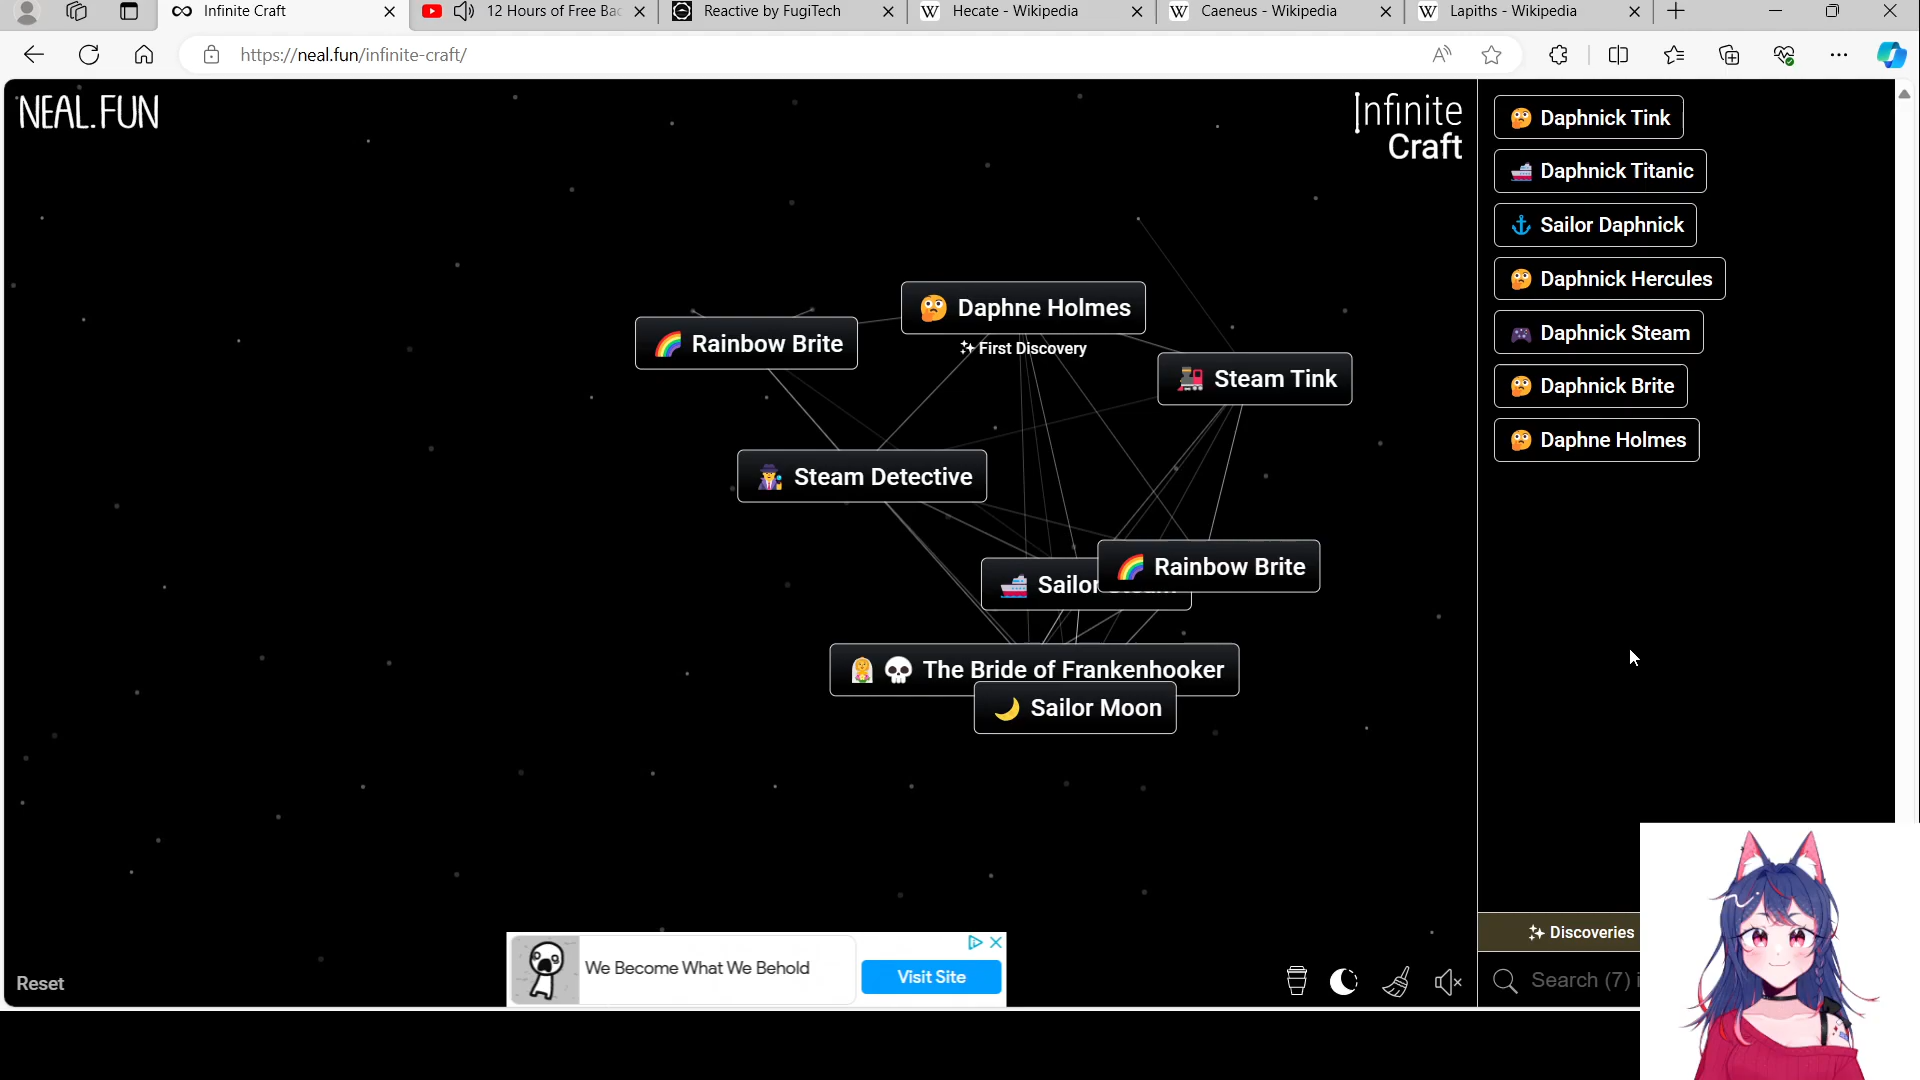 Infinite Craft
12 Hours of Free Bac
Reactive by FugiTech
Hecate - Wikipedia
Caeneus - Wikipedia
Lapiths - Wikipedia
https://neal.fun/infinite-craft/
NEAL.FUN
Infinite
Craft
Daphnick Tink
Daphnick Titanic
Sailor Daphnick
Daphnick Hercules
Daphnick Steam
Daphnick Brite
Daphne Holmes
Daphne Holmes
First Discovery
Rainbow Brite
Steam Tink
Steam Detective
Sailor
Rainbow Brite
The Bride of Frankenhooker
Sailor Moon
We Become What We Behold
Visit Site
Reset
Discoveries
Search (7) i